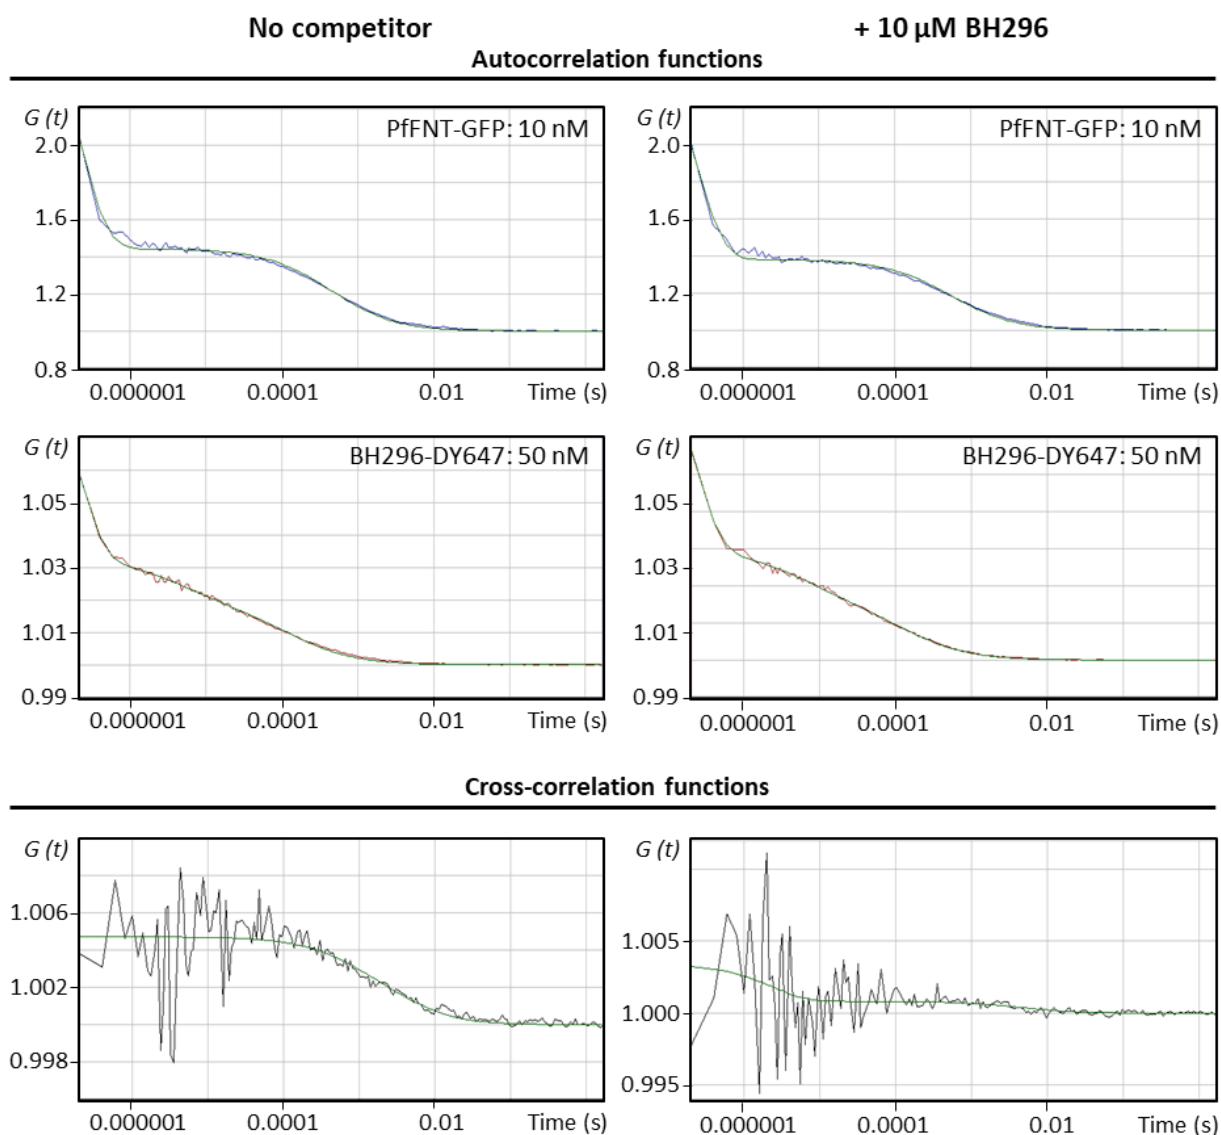 No competitor
+ 10 µM BH296
Autocorrelation functions
G (t)
PfFNT-GFP: 10 nM
2.0
1.6
1.2
0.8
0.000001
0.0001
0.01
Time (s)
G (t)
PfFNT-GFP: 10 nM
2.0
1.6
1.2
0.8
0.000001
0.0001
0.01
Time (s)
G (t)
BH296-DY647: 50 nM
1.05
1.03
1.01
0.99
0.000001
0.0001
0.01
Time (s)
G (t)
BH296-DY647: 50 nM
1.05
1.03
1.01
0.99
0.000001
0.0001
0.01
Time (s)
Cross-correlation functions
G (t)
1.006
1.002
0.998
0.000001
0.0001
0.01
Time (s)
G (t)
1.005
1.000
0.995
0.000001
0.0001
0.01
Time (s)